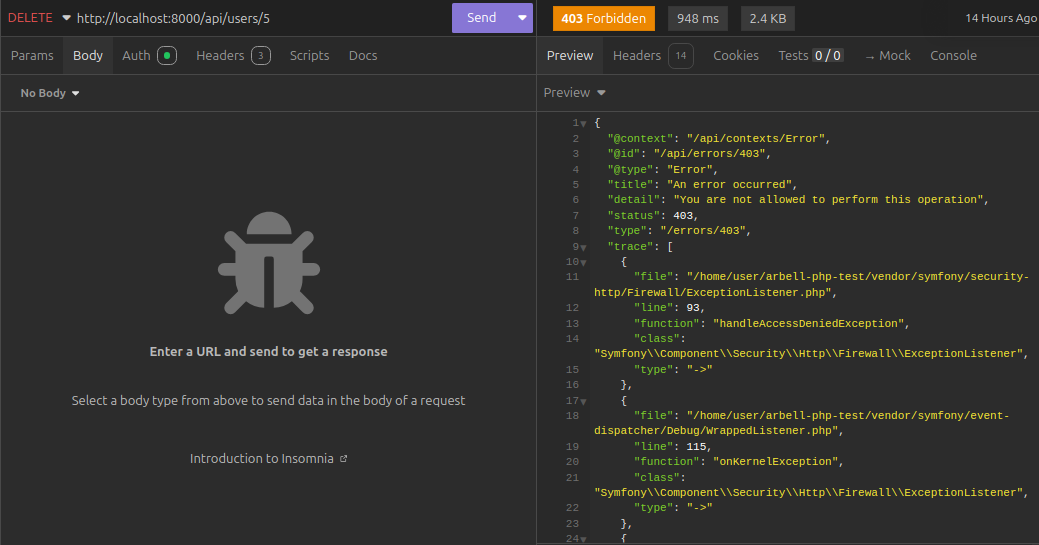 DELETE http://localhost:8000/api/users/5 Send
403 Forbidden 948 ms 2.4 KB 14 Hours Ago
Params Body Auth Headers 3 Scripts Docs
Preview Headers 14 Cookies Tests 0 / 0 → Mock Console
No Body
Preview
Enter a URL and send to get a response
Select a body type from above to send data in the body of a request
Introduction to Insomnia
1 {
2 "@context": "/api/contexts/Error",
3 "@id": "/api/errors/403",
4 "@type": "Error",
5 "title": "An error occurred",
6 "detail": "You are not allowed to perform this operation",
7 "status": 403,
8 "type": "/errors/403",
9 "trace": [
10 {
11 "file": "/home/user/arbell-php-test/vendor/symfony/security-
http/Firewall/ExceptionListener.php",
12 "line": 93,
13 "function": "handleAccessDeniedException",
14 "class":
"Symfony\\Component\\Security\\Http\\Firewall\\ExceptionListener",
15 "type": "->"
16 },
17 {
18 "file": "/home/user/arbell-php-test/vendor/symfony/event-
dispatcher/Debug/WrappedListener.php",
19 "line": 115,
20 "function": "onKernelException",
21 "class":
"Symfony\\Component\\Security\\Http\\Firewall\\ExceptionListener",
22 "type": "->"
23 },
24 {